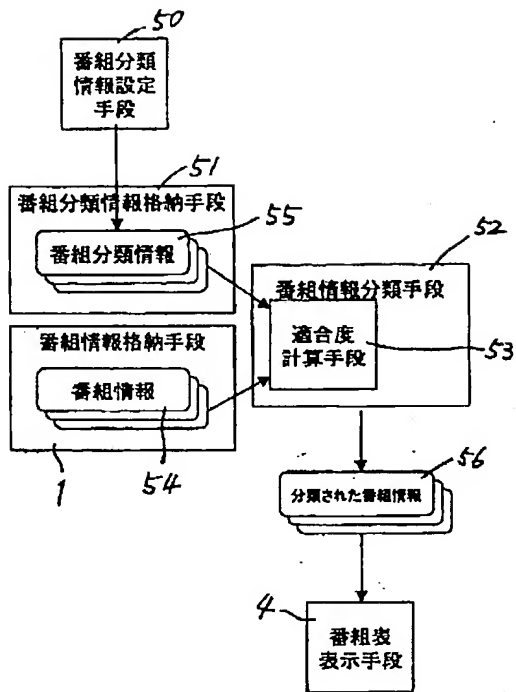 50
番組分類
情報設定
手段
51
番組分類情報格納手段
55
番組分類情報
52
番組情報分類手段
適合度
計算手段
53
番組情報格納手段
番組情報
54
1
56
分類された番組情報
4
番組表
表示手段